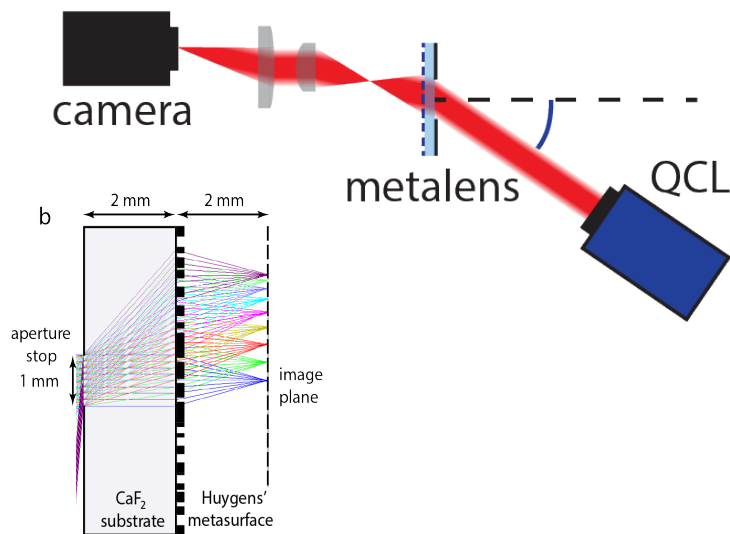 camera
metalens
QCL
b
2 mm
2 mm
aperture
stop
1 mm
image
plane
CaF₂
substrate
Huygens’
metasurface